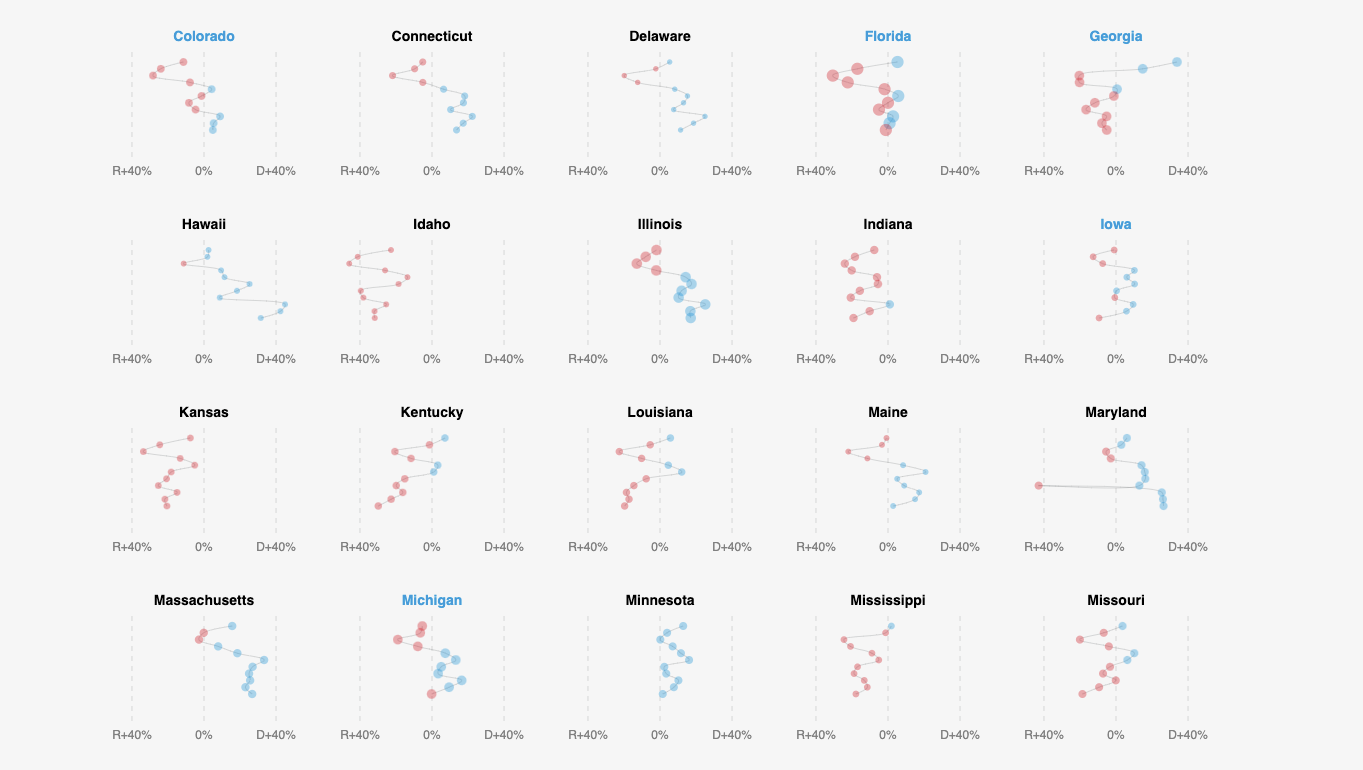 Colorado Connecticut Delaware Florida Georgia
R+40% 0% D+40% R+40% 0% D+40% R+40% 0% D+40% R+40% 0% D+40% R+40% 0% D+40%
Hawaii Idaho Illinois Indiana Iowa
R+40% 0% D+40% R+40% 0% D+40% R+40% 0% D+40% R+40% 0% D+40% R+40% 0% D+40%
Kansas Kentucky Louisiana Maine Maryland
R+40% 0% D+40% R+40% 0% D+40% R+40% 0% D+40% R+40% 0% D+40% R+40% 0% D+40%
Massachusetts Michigan Minnesota Mississippi Missouri
R+40% 0% D+40% R+40% 0% D+40% R+40% 0% D+40% R+40% 0% D+40% R+40% 0% D+40%